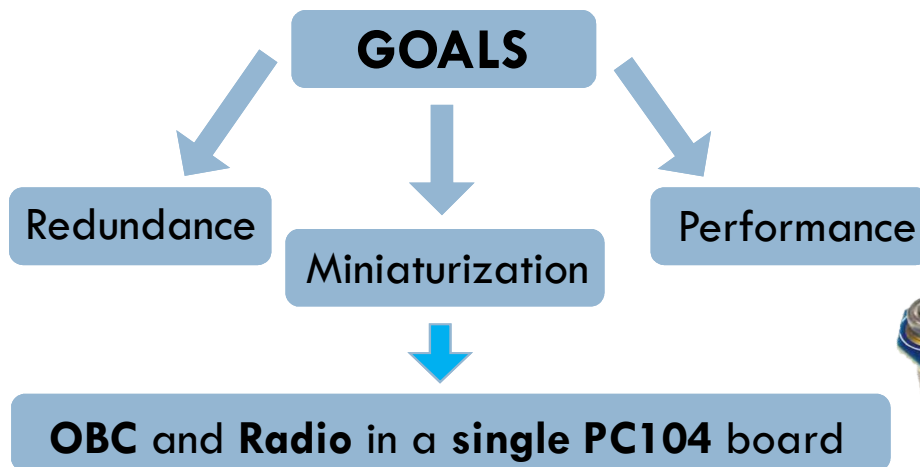 GOALS
Redundance
Miniaturization
Performance
OBC and Radio in a single PC104 board